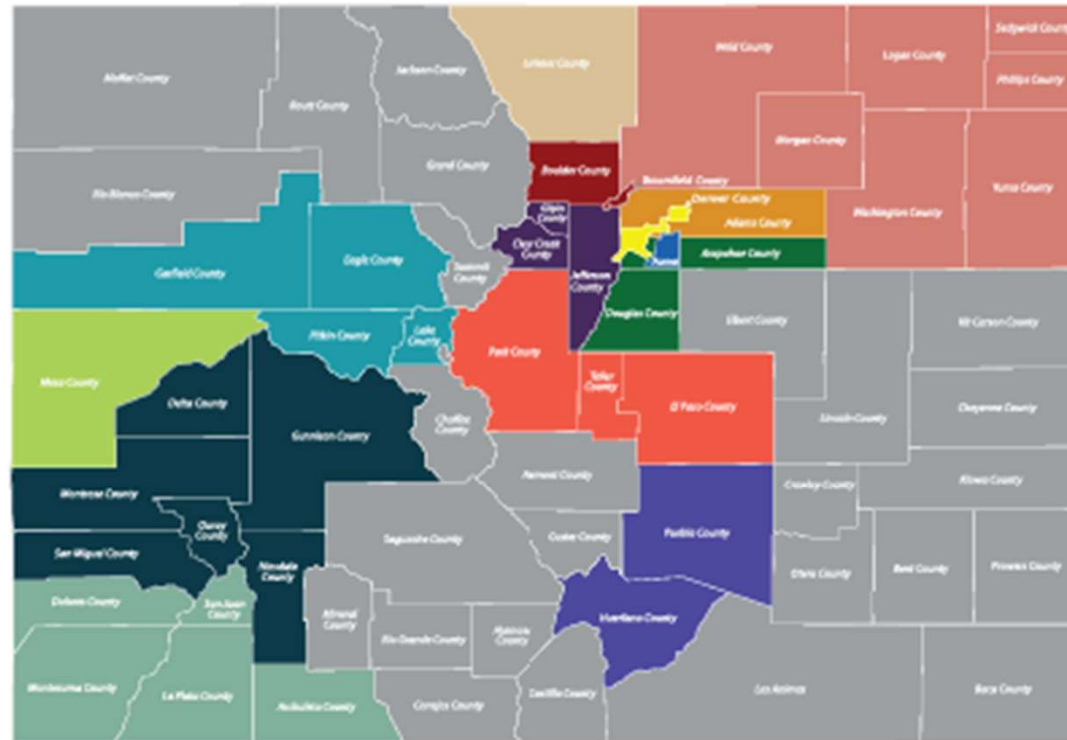 Moffat County
Routt County
Jackson County
Larimer County
Weld County
Logan County
Sedgwick County
Phillips County
Grand County
Boulder County
Morgan County
Rio Blanco County
Broomfield County
Washington County
Yuma County
Gilpin
County
Denver County
Adams County
Clear Creek
County
Garfield County
Eagle County
Summit
County
Jefferson
County
Arapahoe County
Douglas County
Elbert County
Kit Carson County
Pitkin County
Lake
County
Park County
Mesa County
Teller
County
Delta County
El Paso County
Lincoln County
Cheyenne County
Gunnison County
Chaffee
County
Fremont County
Crowley County
Kiowa County
Montrose County
Ouray
County
Saguache County
Custer County
Pueblo County
San Miguel County
Hinsdale
County
Otero County
Bent County
Prowers County
Dolores County
San Juan
County
Mineral
County
Rio Grande County
Alamosa
County
Huerfano County
Montezuma County
La Plata County
Archuleta County
Conejos County
Costilla County
Las Animas
Baca County